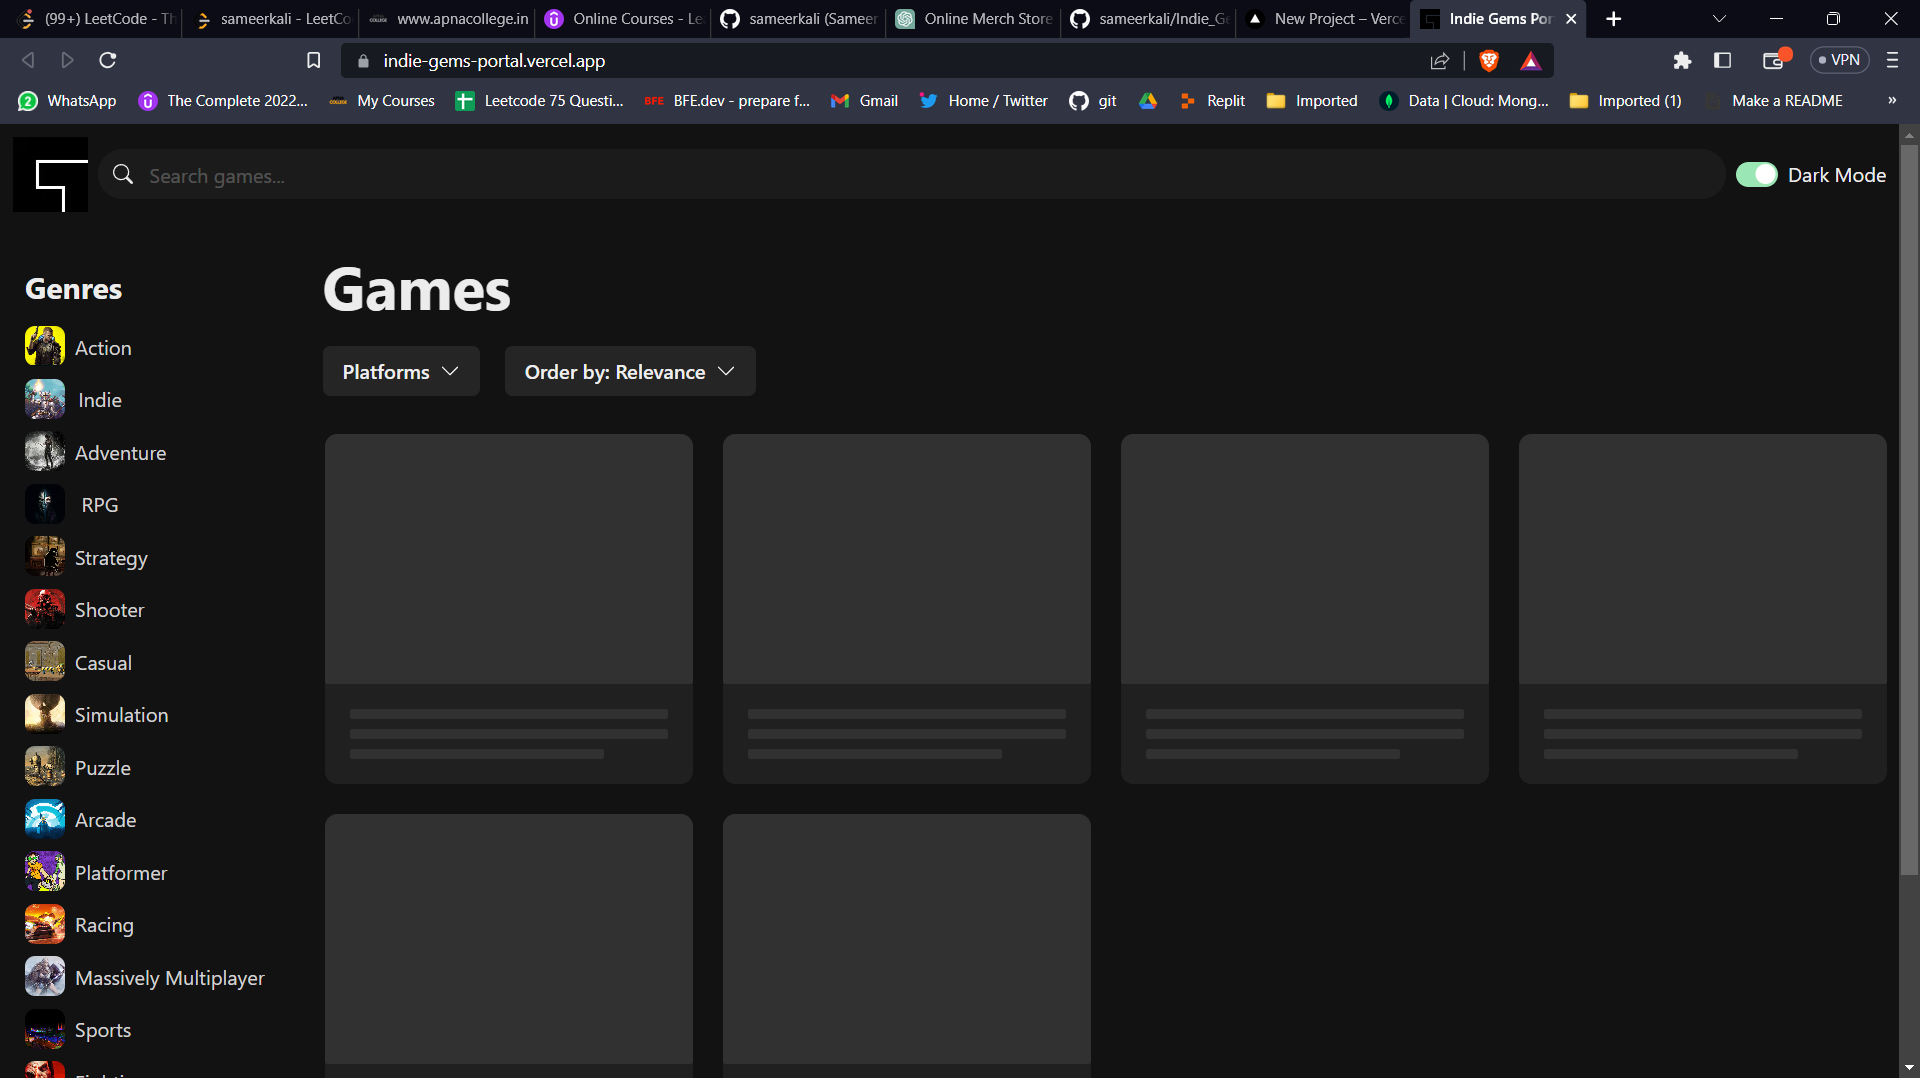 (99+) LeetCode - Th
sameerkali - LeetCo
www.apnacollege.in
Online Courses - Le
sameerkali (Sameer
Online Merch Store
sameerkali/Indie_Ge
New Project – Verce
Indie Gems Por
indie-gems-portal.vercel.app
VPN
WhatsApp
The Complete 2022...
My Courses
Leetcode 75 Questi...
BFE BFE.dev - prepare f...
Gmail
Home / Twitter
git
Replit
Imported
Data | Cloud: Mong...
Imported (1)
Make a README
»
Search games...
Dark Mode
Genres
Action
Indie
Adventure
RPG
Strategy
Shooter
Casual
Simulation
Puzzle
Arcade
Platformer
Racing
Massively Multiplayer
Sports
Games
Platforms
Order by: Relevance